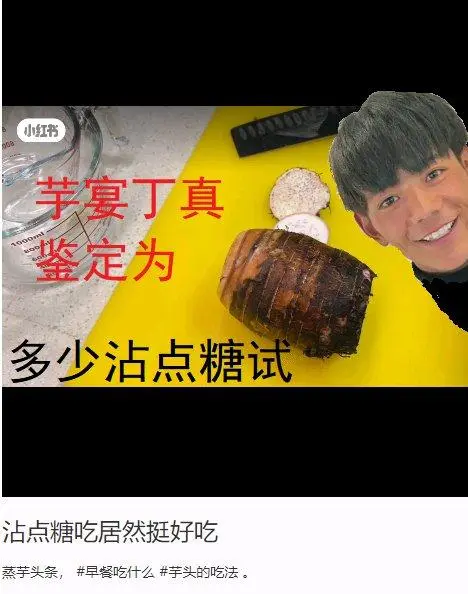 小红书
芋宴丁真
鉴定为
多少沾点糖试
1000ml
沾点糖吃居然挺好吃
蒸芋头条， #早餐吃什么 #芋头的吃法 。